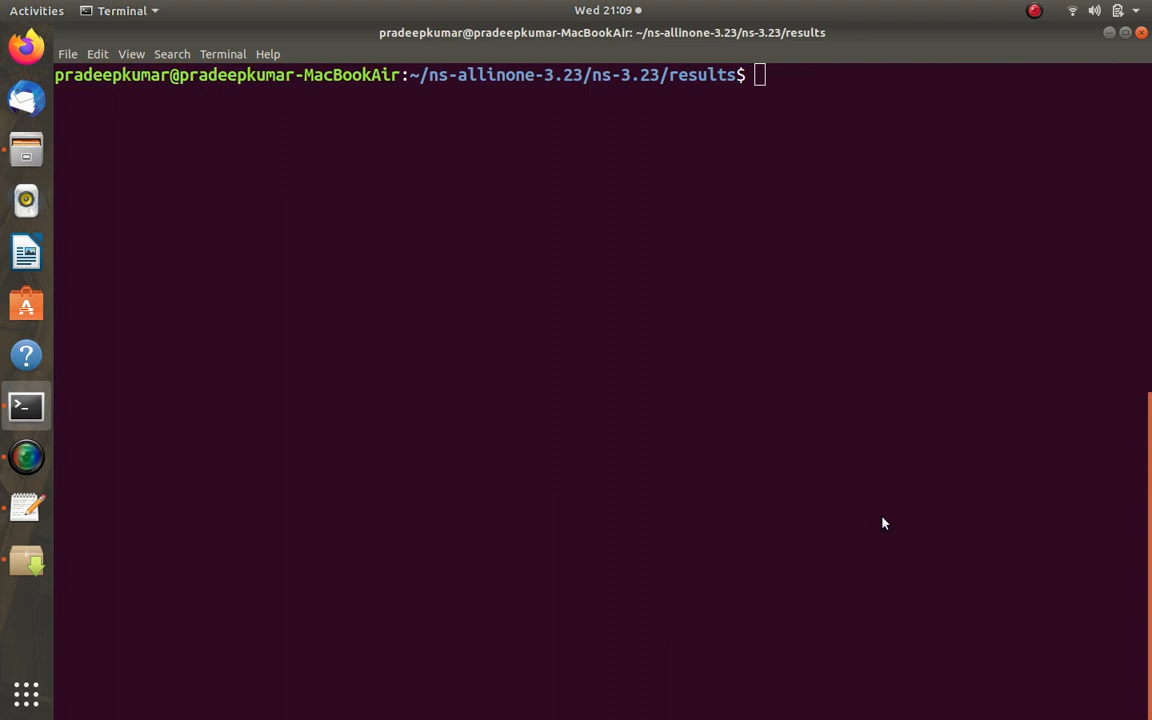 Activities Terminal Wed 21:09
pradeepkumar@pradeepkumar-MacBookAir: ~/ns-allinone-3.23/ns-3.23/results
File Edit View Search Terminal Help
pradeepkumar@pradeepkumar-MacBookAir:~/ns-allinone-3.23/ns-3.23/results$